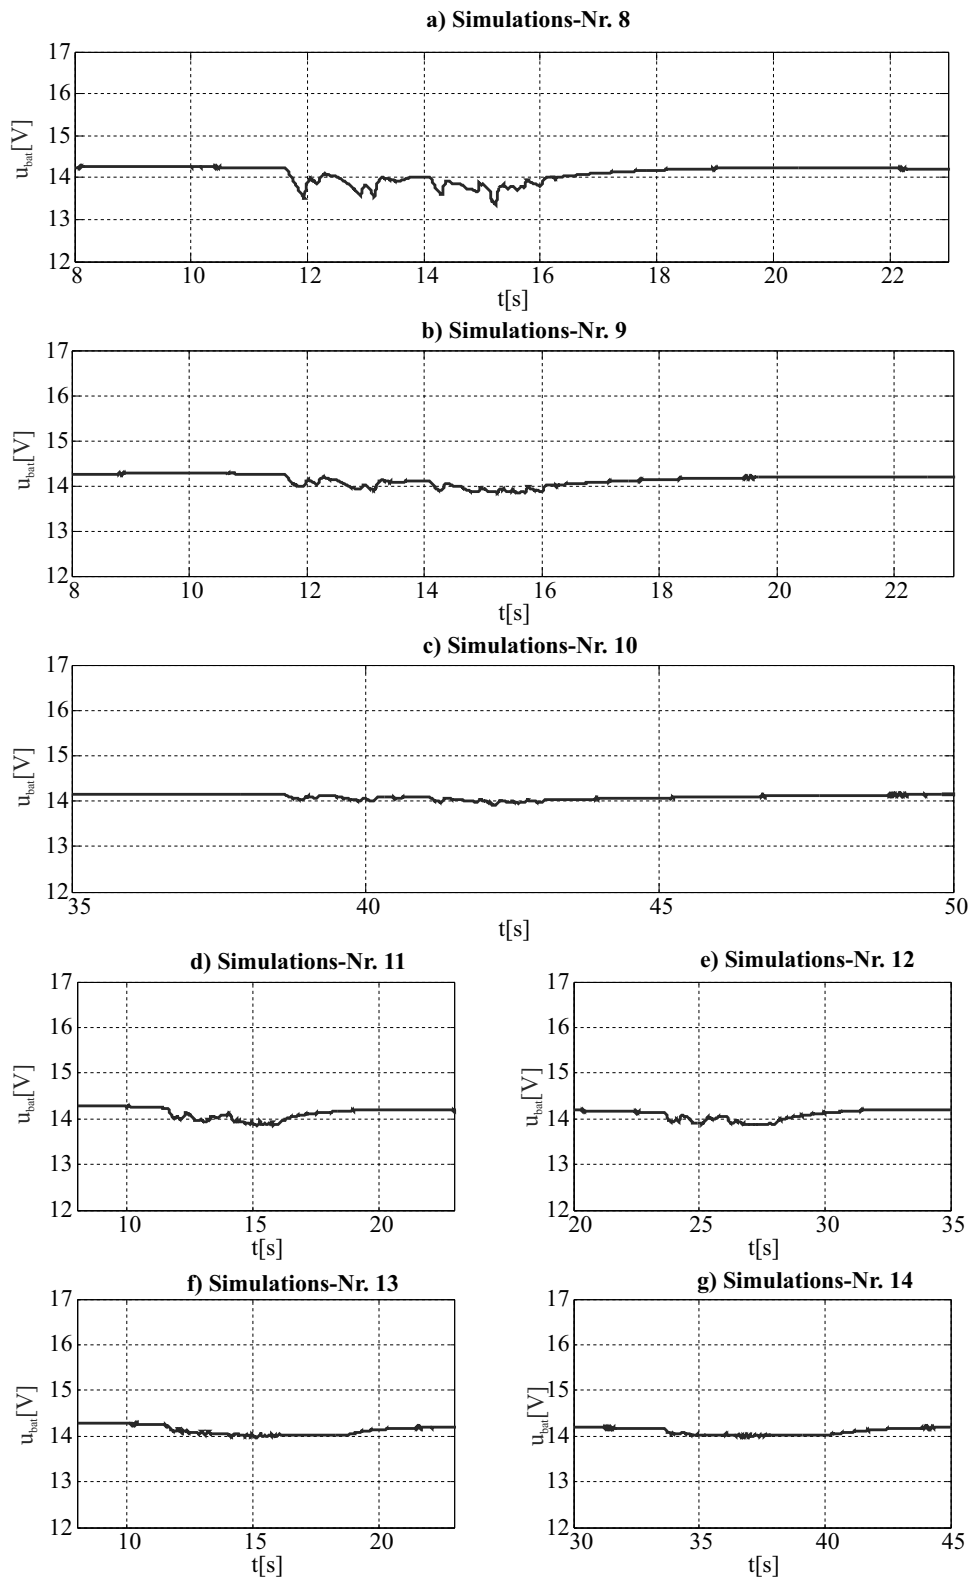 a) Simulations-Nr. 8
17
16
15
14
13
12
u_bat[V]
8 10 12 14 16 18 20 22
t[s]
b) Simulations-Nr. 9
17
16
15
14
13
12
u_bat[V]
8 10 12 14 16 18 20 22
t[s]
c) Simulations-Nr. 10
17
16
15
14
13
12
u_bat[V]
35 40 45 50
t[s]
d) Simulations-Nr. 11
17
16
15
14
13
12
u_bat[V]
10 15 20
t[s]
e) Simulations-Nr. 12
17
16
15
14
13
12
u_bat[V]
20 25 30 35
t[s]
f) Simulations-Nr. 13
17
16
15
14
13
12
u_bat[V]
10 15 20
t[s]
g) Simulations-Nr. 14
17
16
15
14
13
12
u_bat[V]
30 35 40 45
t[s]